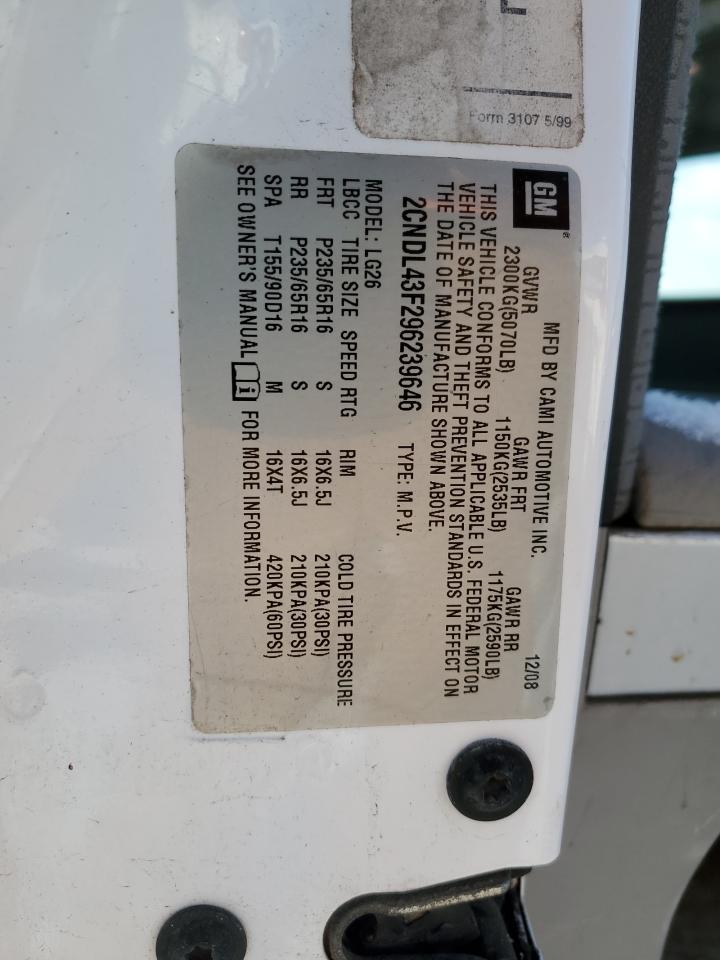 Form 3107 5/99
GM
MFD BY CAMI AUTOMOTIVE INC. 12/08
GVWR GAWR FRT GAWR RR
2300KG(5070LB) 1150KG(2535LB) 1175KG(2590LB)
THIS VEHICLE CONFORMS TO ALL APPLICABLE U.S. FEDERAL MOTOR
VEHICLE SAFETY AND THEFT PREVENTION STANDARDS IN EFFECT ON
THE DATE OF MANUFACTURE SHOWN ABOVE.
2CNDL43F296239646 TYPE: M.P.V.
MODEL: LG26
LBCC TIRE SIZE SPEED RTG RIM COLD TIRE PRESSURE
FRT P235/65R16 S 16X6.5J 210KPA(30PSI)
RR P235/65R16 S 16X6.5J 210KPA(30PSI)
SPA T155/90D16 M 16X4T 420KPA(60PSI)
SEE OWNER'S MANUAL i FOR MORE INFORMATION.